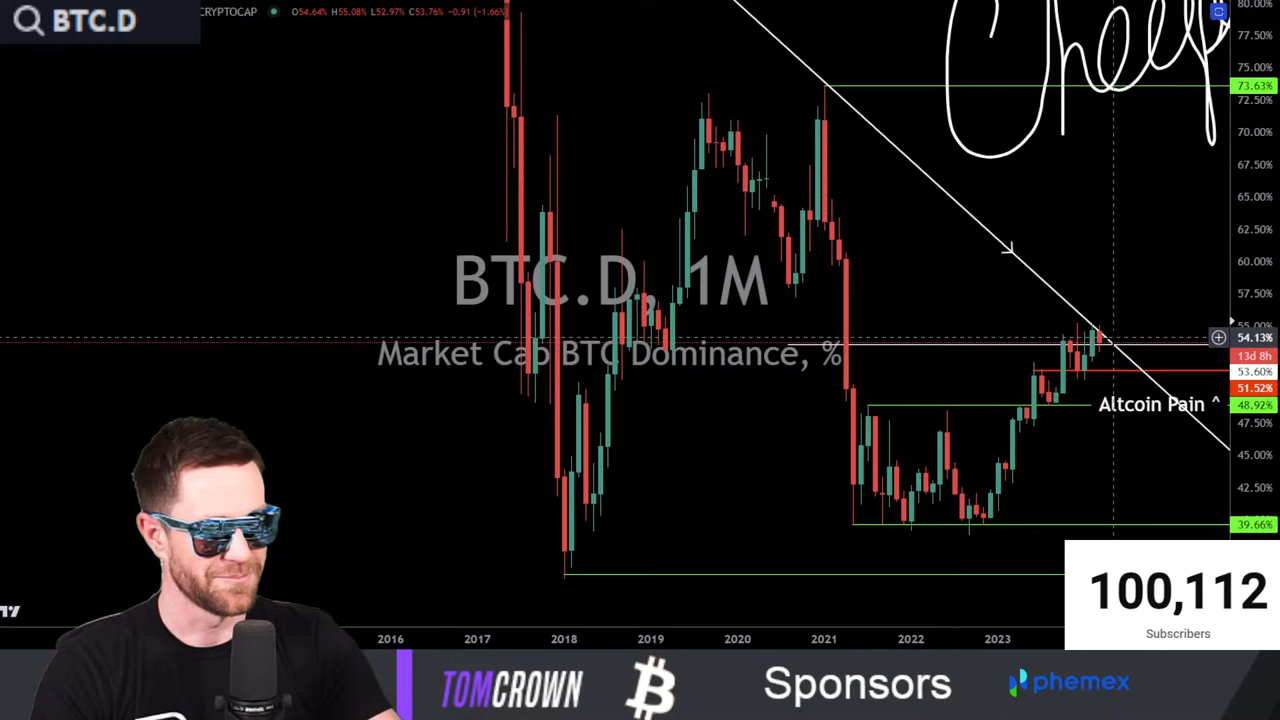 BTC.D
CRYPTOCAP O54.64% H55.08% L52.97% C53.76% -0.91 (-1.66%)
80.00%
77.50%
75.00%
73.63%
72.50%
70.00%
67.50%
65.00%
62.50%
60.00%
57.50%
55.00%
54.13%
13d 8h
53.60%
51.52%
48.92%
47.50%
45.00%
42.50%
39.66%
BTC.D, 1M
Market Cap BTC Dominance, %
Altcoin Pain ^
100,112
Subscribers
2016 2017 2018 2019 2020 2021 2022 2023
TOMCROWN
Sponsors
phemex